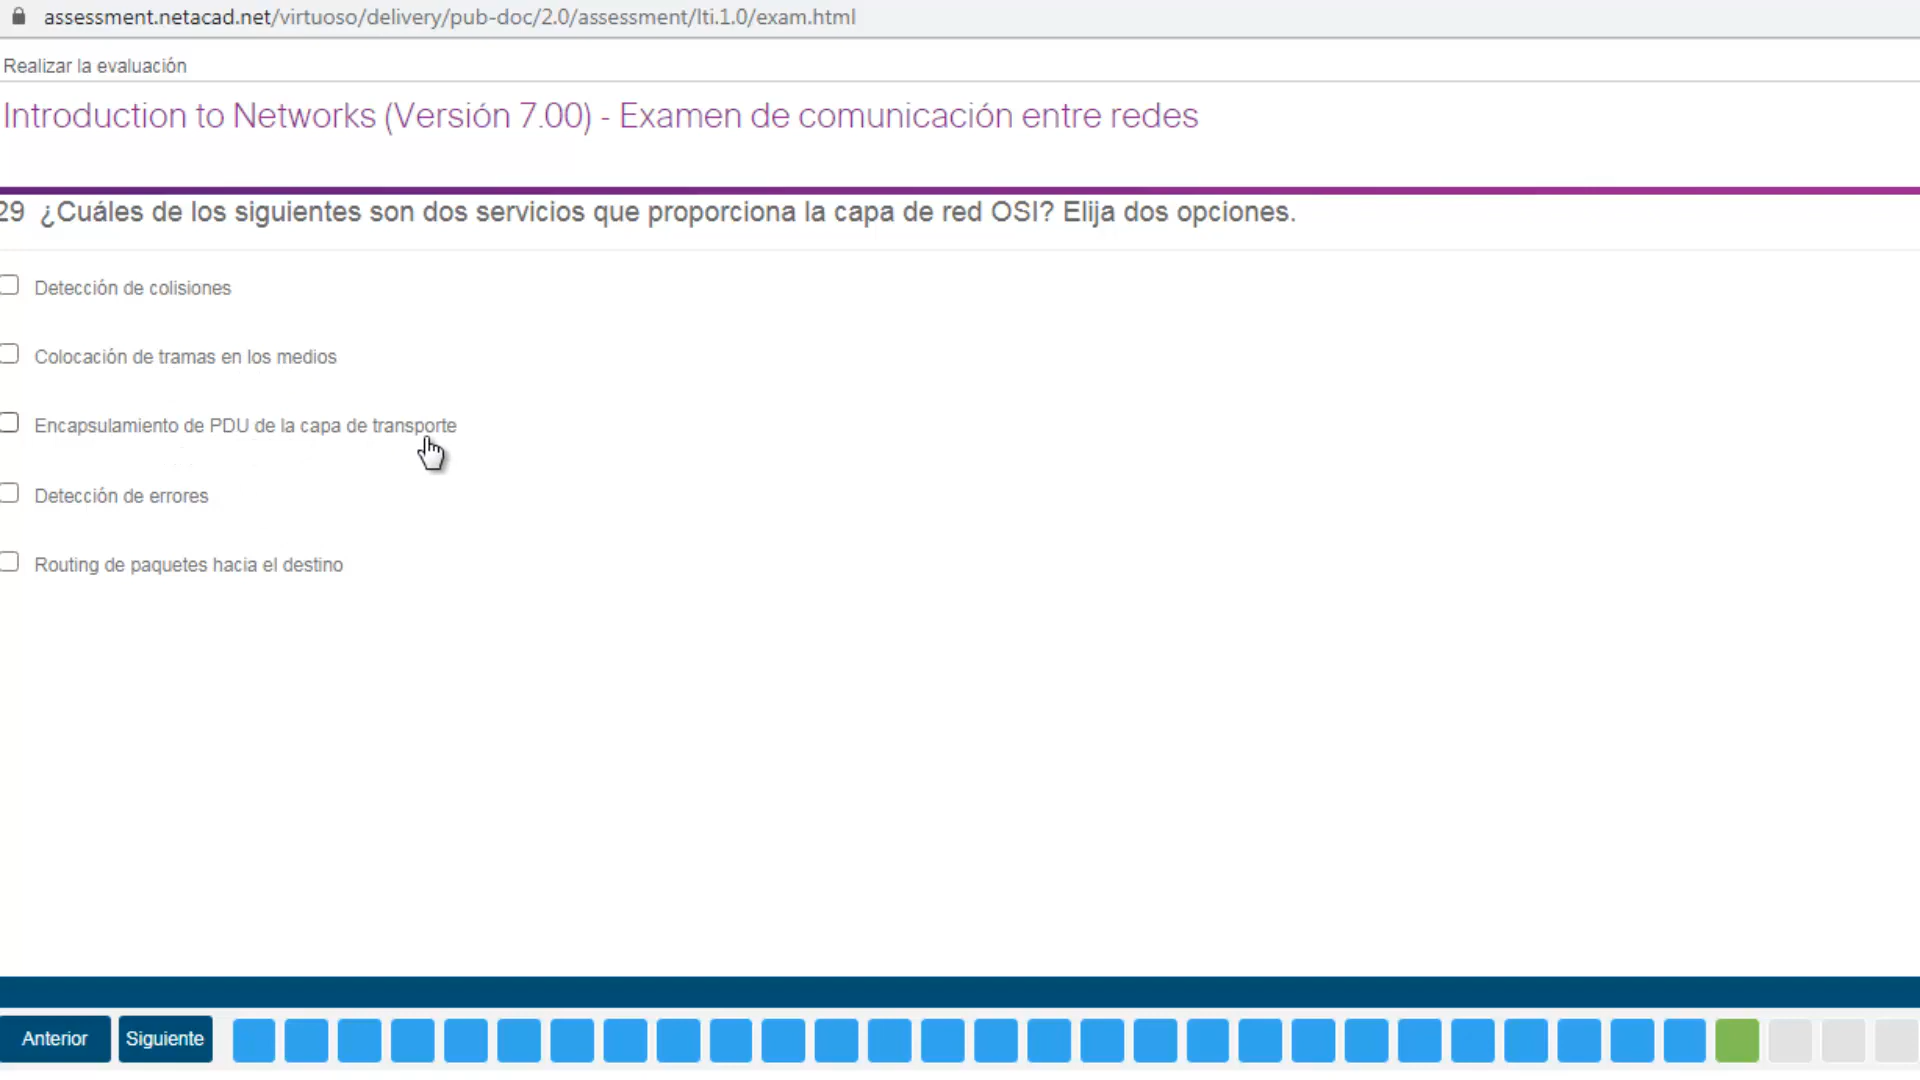 assessment.netacad.net/virtuoso/delivery/pub-doc/2.0/assessment/lti.1.0/exam.html
Realizar la evaluación
Introduction to Networks (Versión 7.00) - Examen de comunicación entre redes
29 ¿Cuáles de los siguientes son dos servicios que proporciona la capa de red OSI? Elija dos opciones.
Detección de colisiones
Colocación de tramas en los medios
Encapsulamiento de PDU de la capa de transporte
Detección de errores
Routing de paquetes hacia el destino
Anterior Siguiente